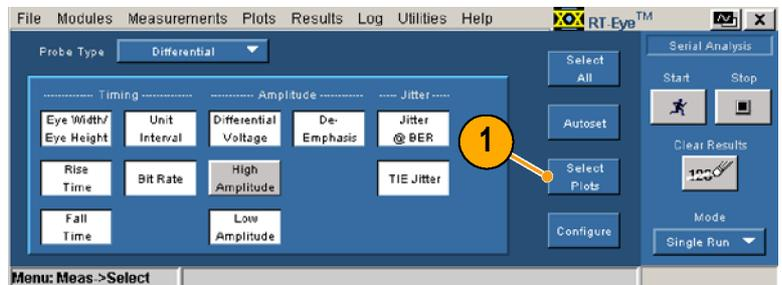 File Modules Measurements Plots Results Log Utilities Help RT-Eye™ X
Probe Type Differential
Serial Analysis
Select All
Start Stop
Timing Amplitude Jitter
Eye Width/ Eye Height
Unit Interval
Differential Voltage
De-Emphasis
Jitter @ BER
Autoset
1
Clear Results
Rise Time
Bit Rate
High Amplitude
TIE Jitter
Select Plots
123
Fall Time
Low Amplitude
Configure
Mode
Single Run
Menu: Meas->Select